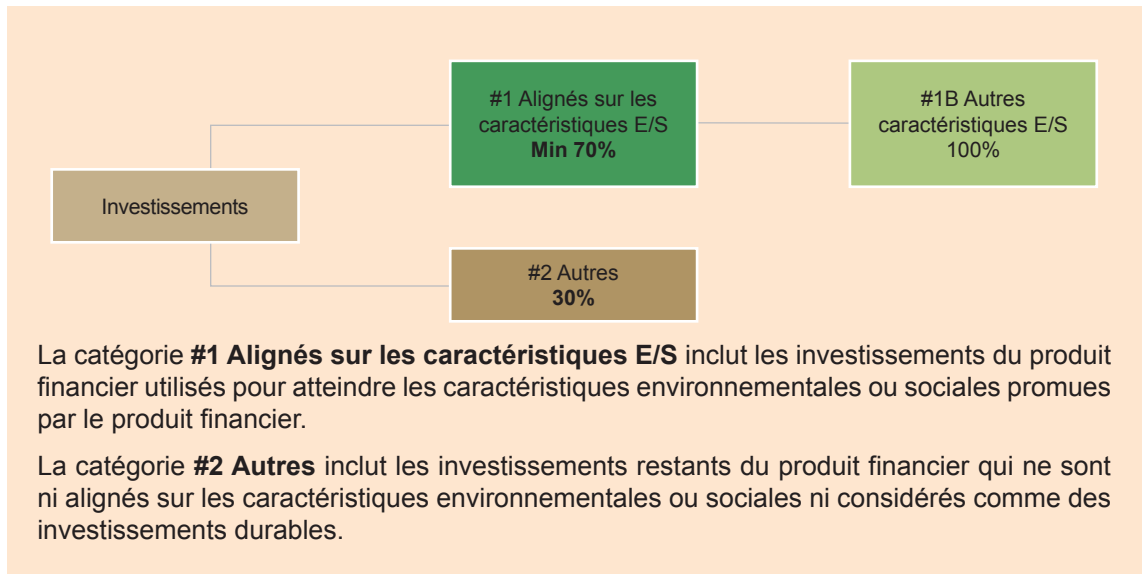 #1 Alignés sur les
caractéristiques E/S
Min 70%
#1B Autres
caractéristiques E/S
100%
Investissements
#2 Autres
30%
La catégorie #1 Alignés sur les caractéristiques E/S inclut les investissements du produit
financier utilisés pour atteindre les caractéristiques environnementales ou sociales promues
par le produit financier.
La catégorie #2 Autres inclut les investissements restants du produit financier qui ne sont
ni alignés sur les caractéristiques environnementales ou sociales ni considérés comme des
investissements durables.